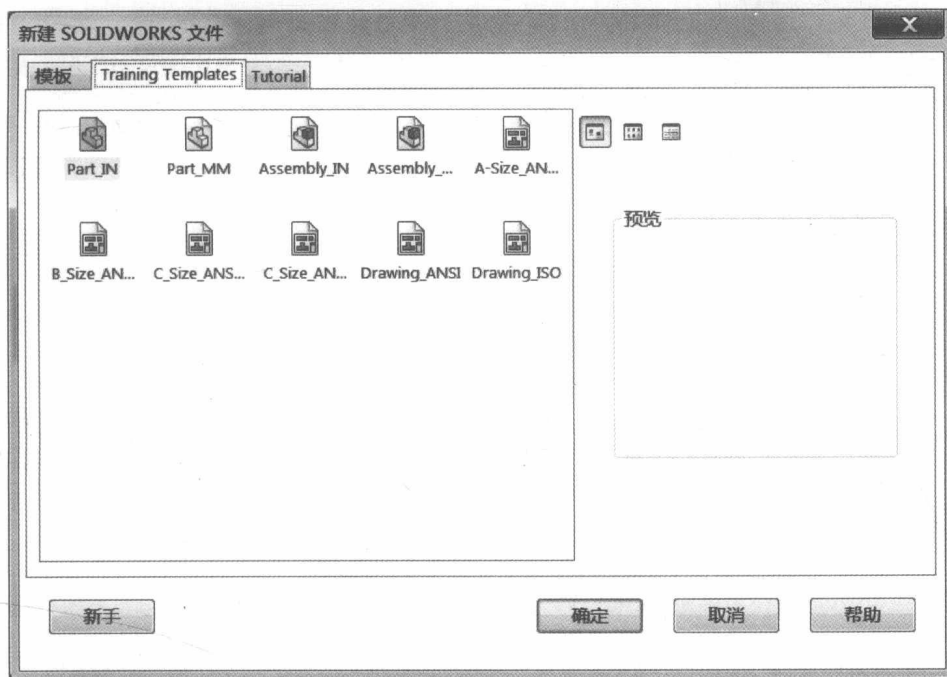 新建 SOLIDWORKS 文件
模板 Training Templates Tutorial
Part_IN Part_MM Assembly_IN Assembly_... A-Size_AN...
预览
B_Size_AN... C_Size_ANS... C_Size_AN... Drawing_ANSI Drawing_ISO
新手 确定 取消 帮助